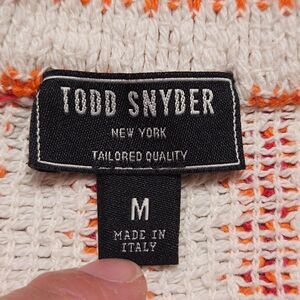 TODD SNYDER
NEW YORK
TAILORED QUALITY
M
MADE IN
ITALY